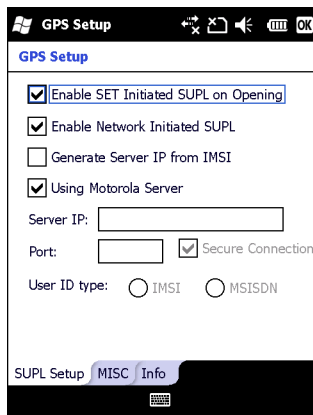 GPS Setup
OK
GPS Setup
Enable SET Initiated SUPL on Opening
Enable Network Initiated SUPL
Generate Server IP from IMSI
Using Motorola Server
Server IP:
Port:
Secure Connection
User ID type:
IMSI
MSISDN
SUPL Setup
MISC
Info